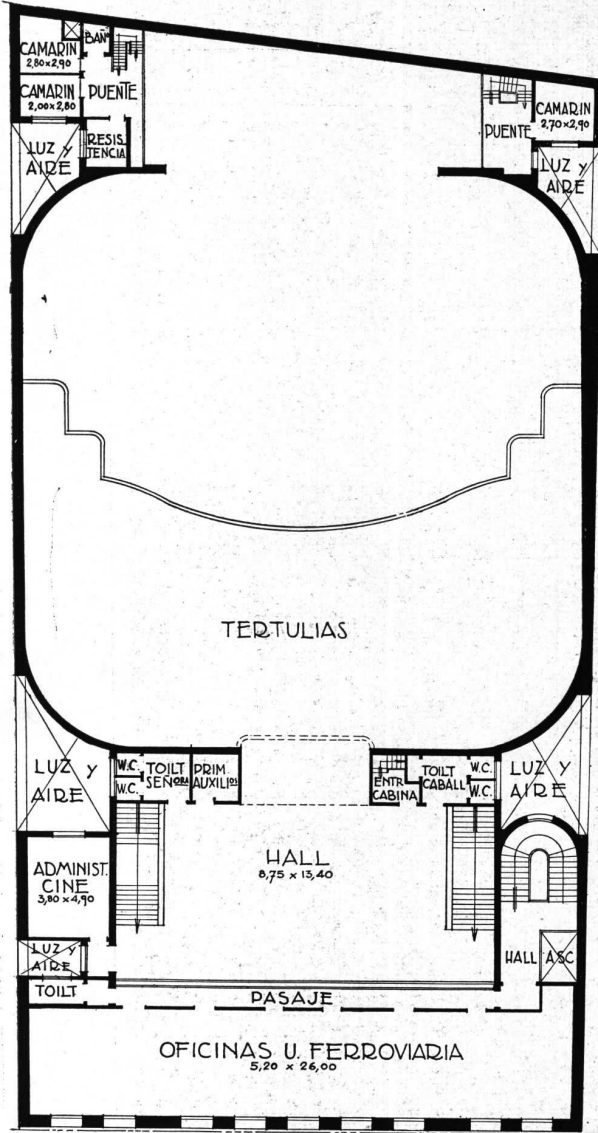 BAÑº
CAMARIN
2,80x2,90
CAMARIN
2,00x2,80
PUENTE
RESIS
TENCIA
LUZ y
AIRE
CAMARIN
2,70x2,90
PUENTE
LUZ y
AIRE
TERTULIAS
LUZ y
AIRE
W.C.
W.C.
TOILT
SEÑORA
PRIM
AUXILIOS
ENTR
CABINA
TOILT
CABALL
W.C.
W.C.
LUZ y
AIRE
HALL
8,75 x 13,40
ADMINIST.
CINE
3,80 x 4,90
LUZ y
AIRE
TOILT
HALL
ASC
PASAJE
OFICINAS U. FERROVIARIA
5,20 x 26,00